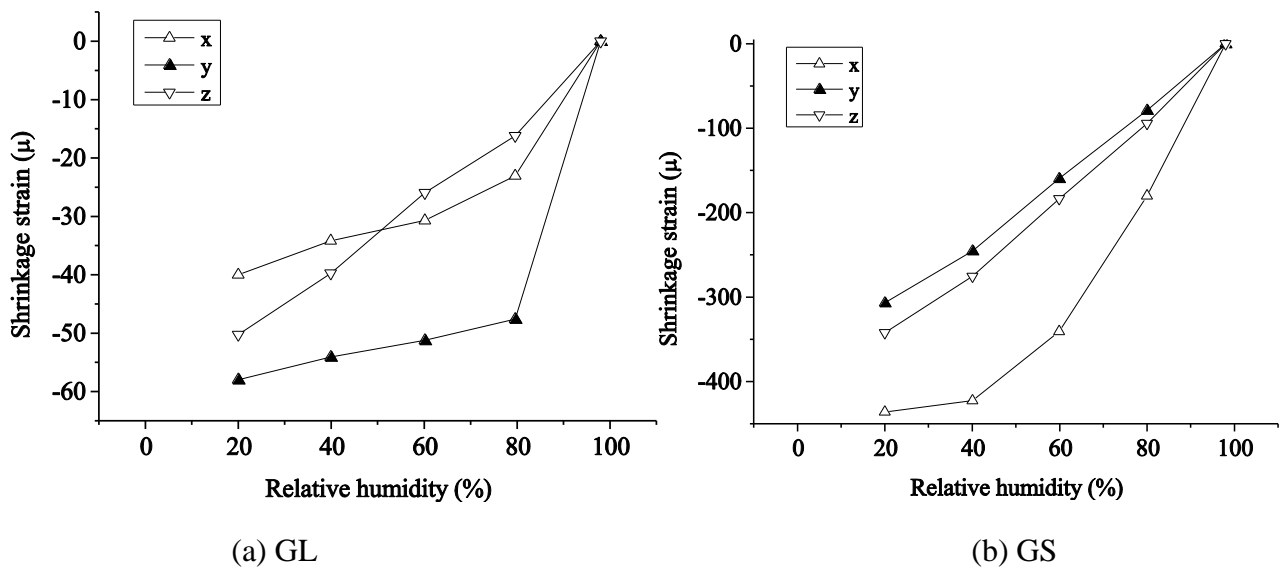 x
y
z
0
-10
-20
-30
-40
-50
-60
Shrinkage strain (μ)
0 20 40 60 80 100
Relative humidity (%)
(a) GL
x
y
z
0
-100
-200
-300
-400
Shrinkage strain (μ)
0 20 40 60 80 100
Relative humidity (%)
(b) GS